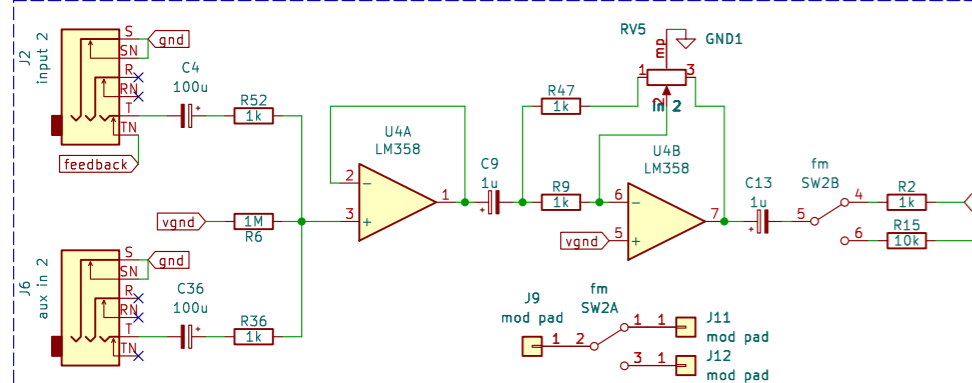 J2
input 2
S
SN
R
RN
T
TN
gnd
feedback
C4
100u
+
R52
1k
vgnd
1M
R6
J6
aux in 2
S
SN
R
RN
T
TN
gnd
C36
100u
+
R36
1k
U4A
LM358
2
−
3
+
1
C9
1u
+
R47
1k
R9
1k
RV5
mp
GND1
1
3
2
in 2
U4B
LM358
6
−
5
+
7
vgnd
C13
1u
+
fm
SW2B
5
4
6
R2
1k
R15
10k
J9
mod pad
1
fm
SW2A
2
1
3
1
J11
mod pad
1
J12
mod pad